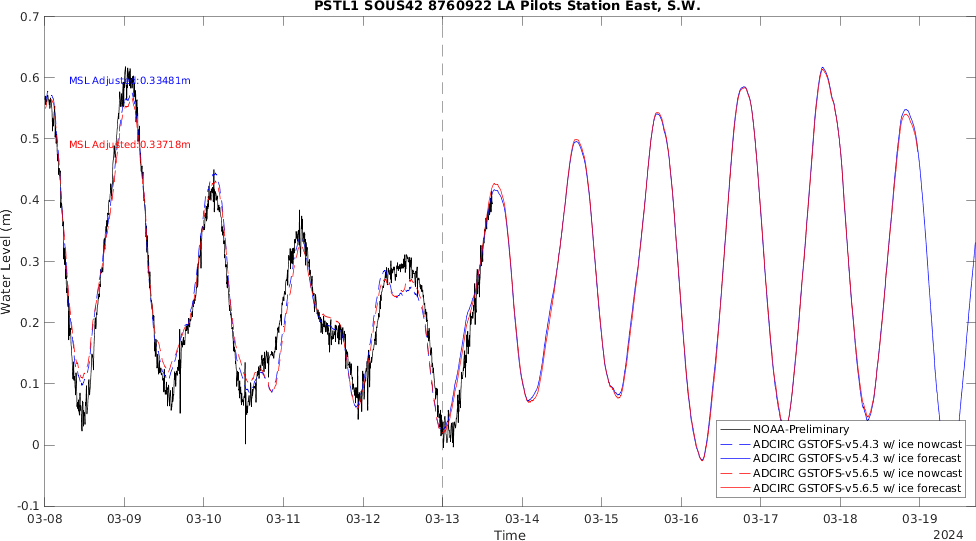 PSTL1 SOUS42 8760922 LA Pilots Station East, S.W.
0.7
0.6
0.5
0.4
0.3
0.2
0.1
0
-0.1
Water Level (m)
MSL Adjusted:0.33481m
MSL Adjusted:0.33718m
NOAA-Preliminary
ADCIRC GSTOFS-v5.4.3 w/ ice nowcast
ADCIRC GSTOFS-v5.4.3 w/ ice forecast
ADCIRC GSTOFS-v5.6.5 w/ ice nowcast
ADCIRC GSTOFS-v5.6.5 w/ ice forecast
03-08 03-09 03-10 03-11 03-12 03-13 03-14 03-15 03-16 03-17 03-18 03-19
Time
2024